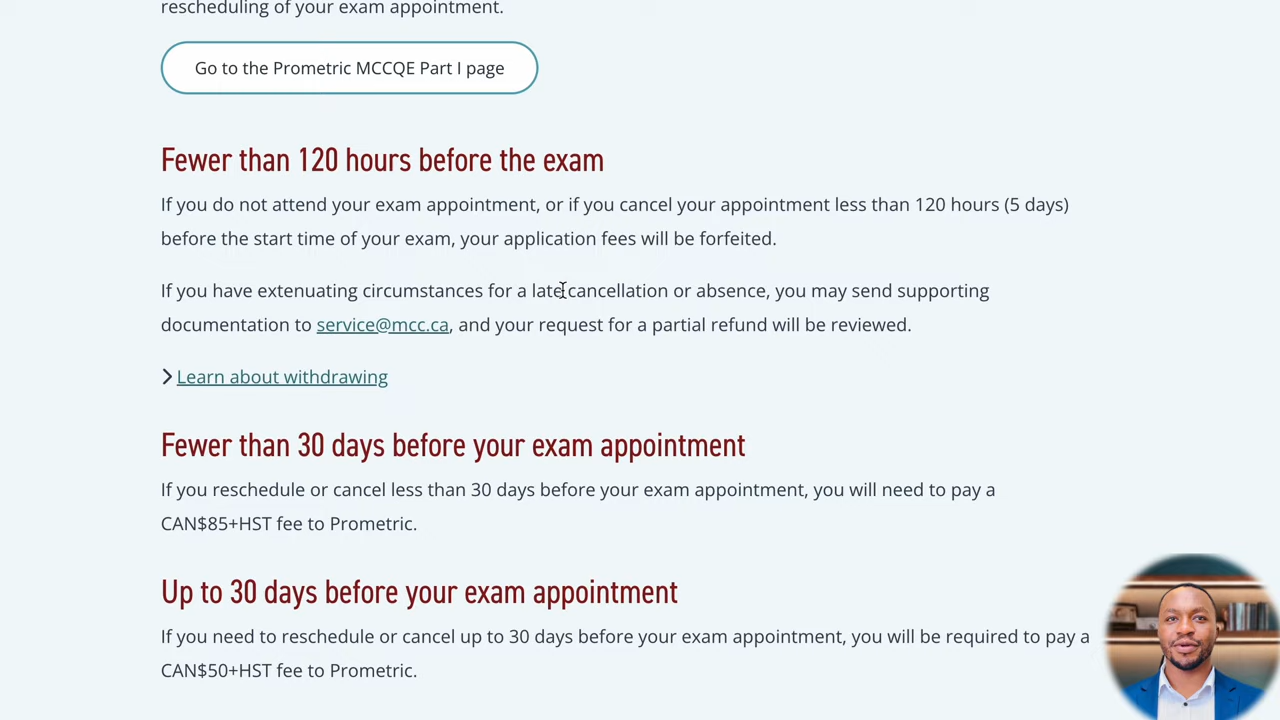 rescheduling of your exam appointment.
Go to the Prometric MCCQE Part I page
Fewer than 120 hours before the exam
If you do not attend your exam appointment, or if you cancel your appointment less than 120 hours (5 days)
before the start time of your exam, your application fees will be forfeited.
If you have extenuating circumstances for a late cancellation or absence, you may send supporting
documentation to service@mcc.ca, and your request for a partial refund will be reviewed.
Learn about withdrawing
Fewer than 30 days before your exam appointment
If you reschedule or cancel less than 30 days before your exam appointment, you will need to pay a
CAN$85+HST fee to Prometric.
Up to 30 days before your exam appointment
If you need to reschedule or cancel up to 30 days before your exam appointment, you will be required to pay a
CAN$50+HST fee to Prometric.